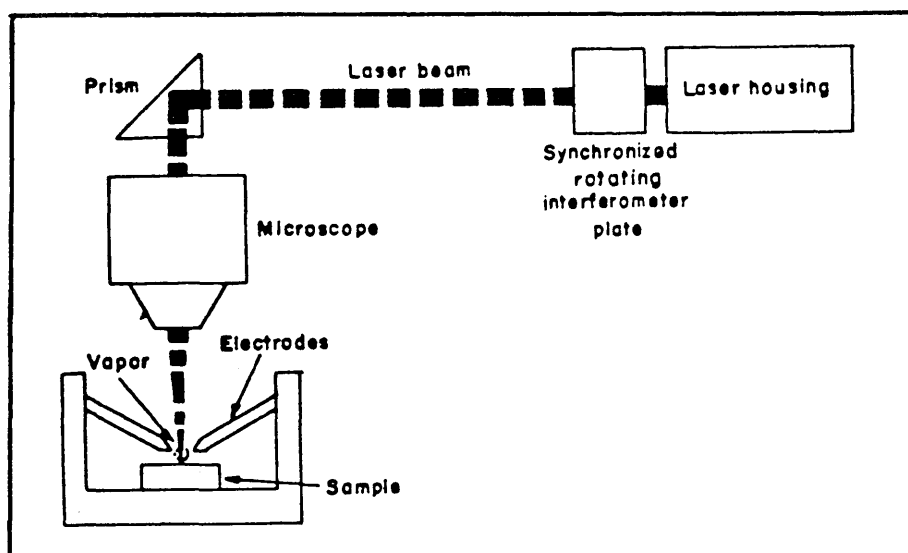 Prism
Laser beam
Laser housing
Synchronized
rotating
interferometer
plate
Microscope
Vapor
Electrodes
Sample